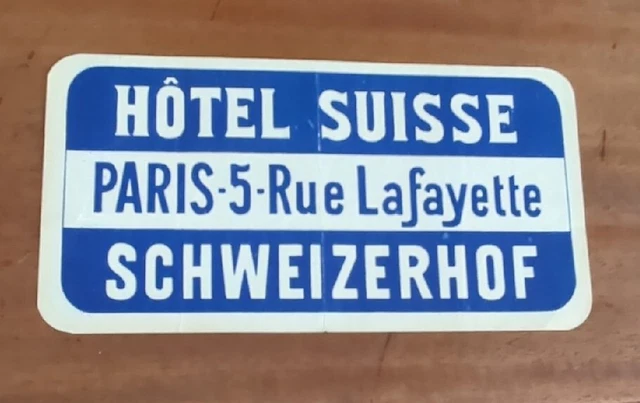 HÔTEL SUISSE
PARIS-5-Rue Lafayette
SCHWEIZERHOF